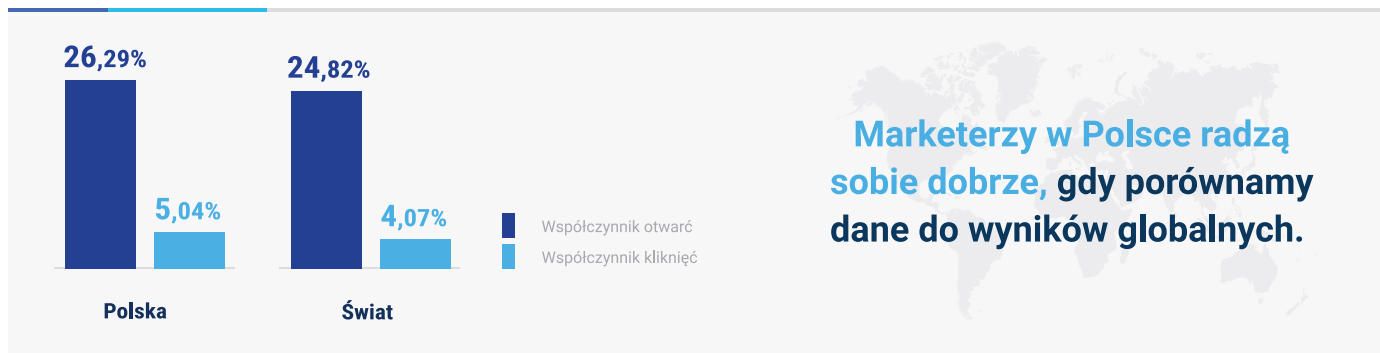 26,29%
5,04%
Polska
24,82%
4,07%
Świat
Współczynnik otwarć
Współczynnik kliknięć
Marketerzy w Polsce radzą
sobie dobrze, gdy porównamy
dane do wyników globalnych.